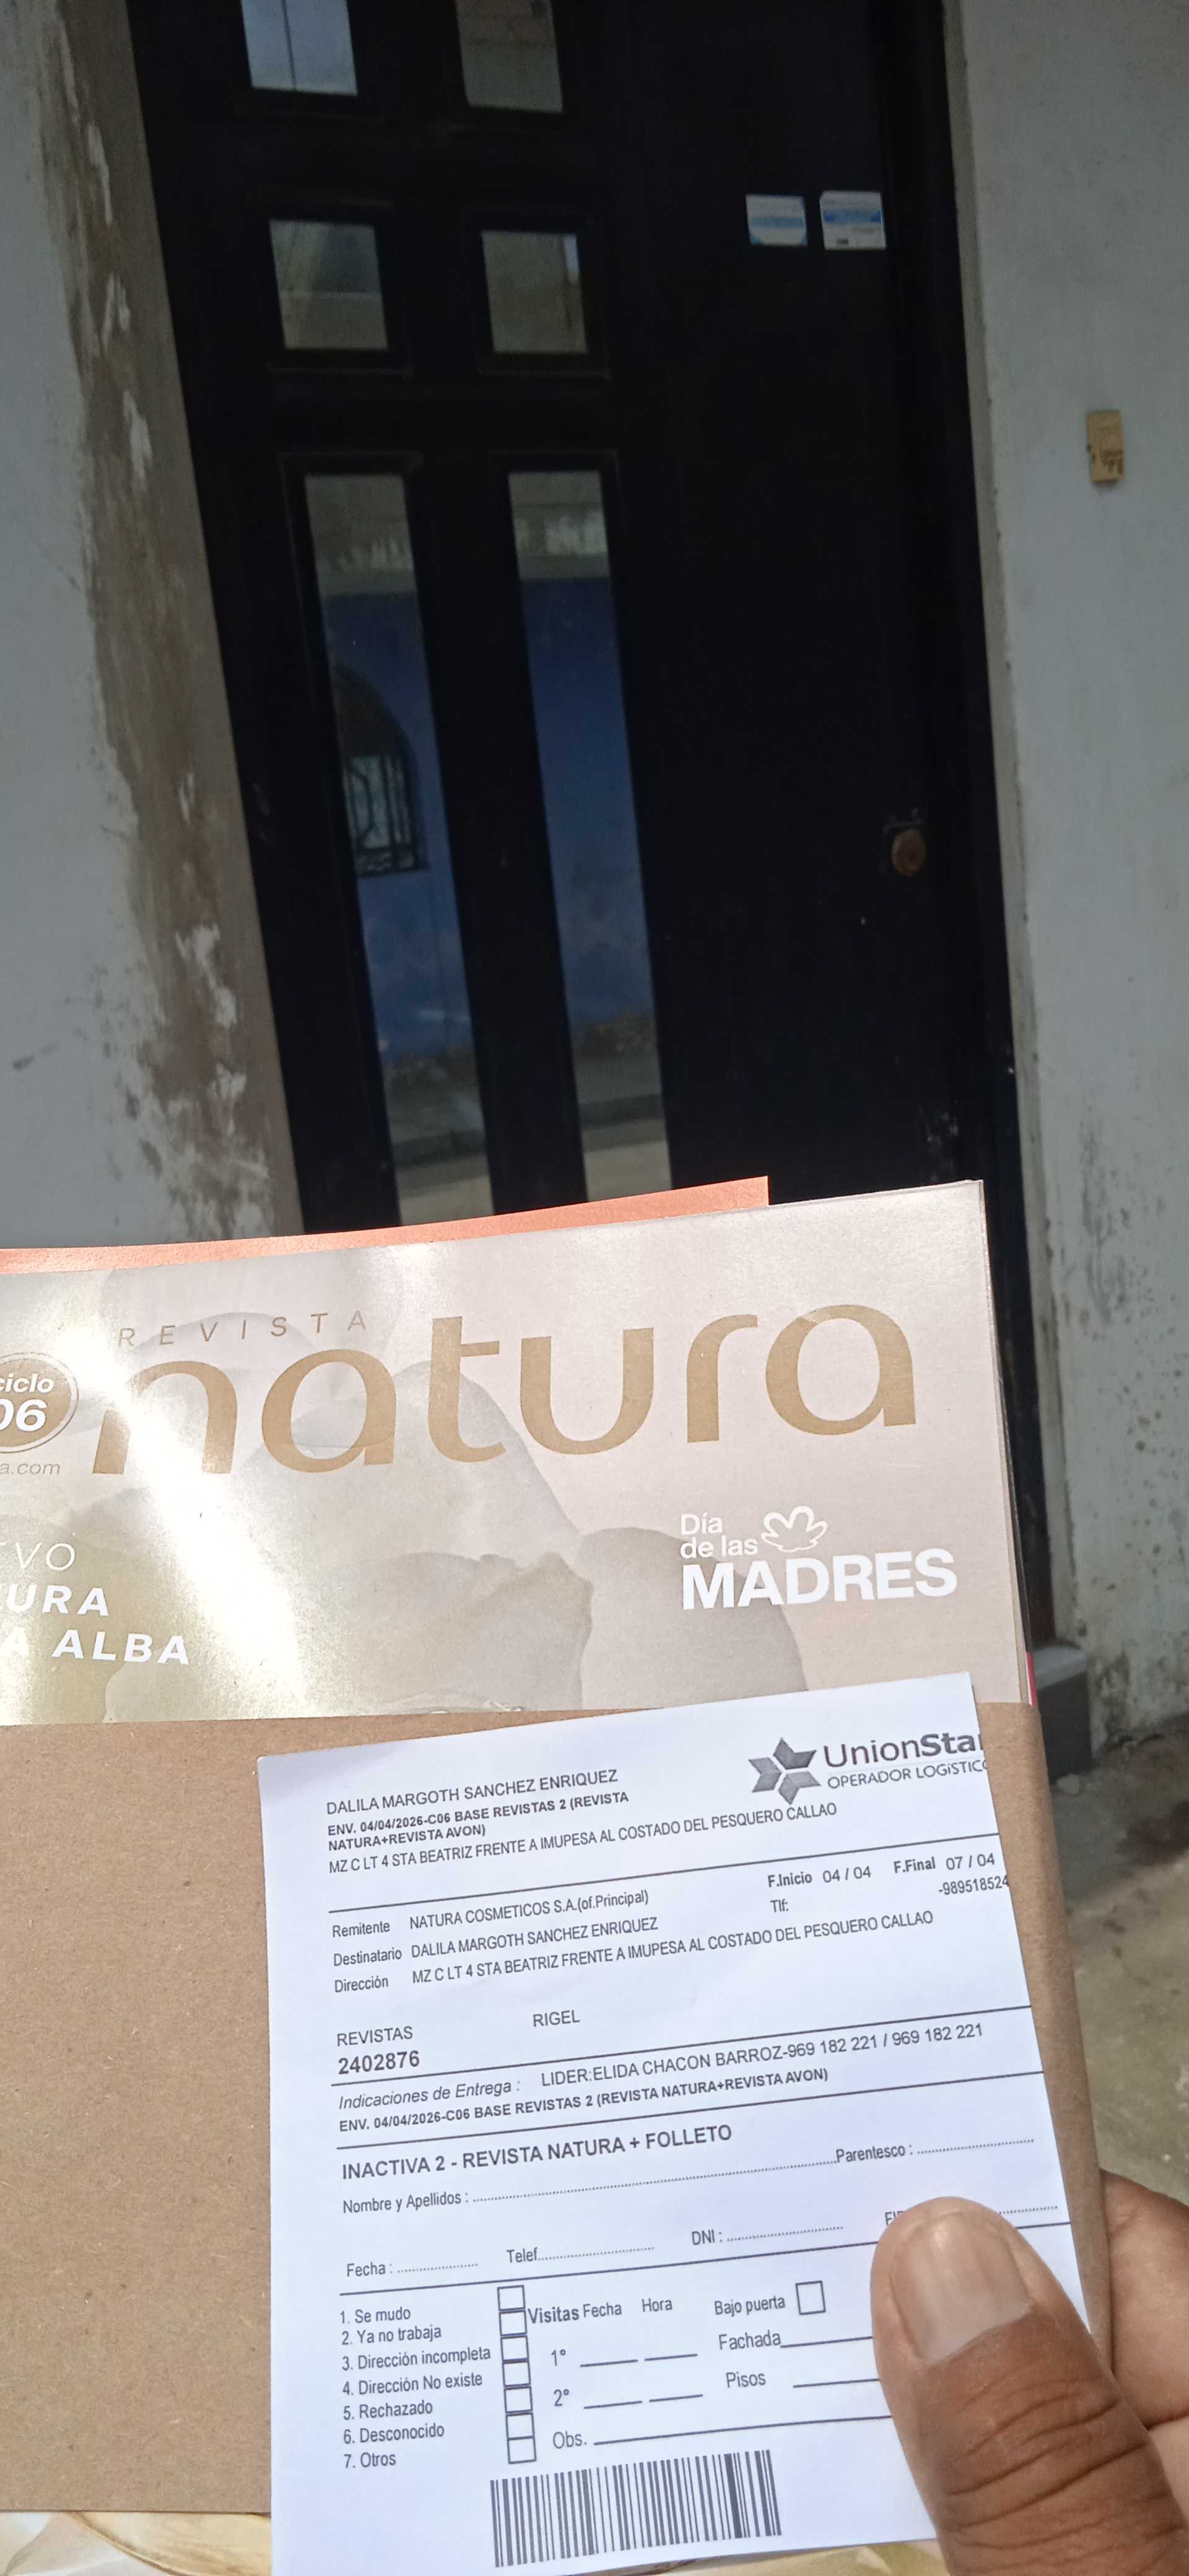 REVISTA
natura
ciclo
06
a.com
VO
URA
A ALBA
Día
de las
MADRES
UnionSta
OPERADOR LOGÍSTIC
DALILA MARGOTH SANCHEZ ENRIQUEZ
ENV. 04/04/2026-C06 BASE REVISTAS 2 (REVISTA
NATURA+REVISTA AVON)
MZ C LT 4 STA BEATRIZ FRENTE A IMUPESA AL COSTADO DEL PESQUERO CALLAO
F.Inicio 04 / 04 F.Final 07 / 04
Remitente NATURA COSMETICOS S.A.(of.Principal)
Tlf: -989518524
Destinatario DALILA MARGOTH SANCHEZ ENRIQUEZ
Dirección MZ C LT 4 STA BEATRIZ FRENTE A IMUPESA AL COSTADO DEL PESQUERO CALLAO
REVISTAS RIGEL
2402876
Indicaciones de Entrega : LIDER:ELIDA CHACON BARROZ-969 182 221 / 969 182 221
ENV. 04/04/2026-C06 BASE REVISTAS 2 (REVISTA NATURA+REVISTA AVON)
INACTIVA 2 - REVISTA NATURA + FOLLETO
Nombre y Apellidos : Parentesco :
Fecha : Telef. DNI :
1. Se mudo
2. Ya no trabaja
3. Dirección incompleta
4. Dirección No existe
5. Rechazado
6. Desconocido
7. Otros
Visitas Fecha Hora
1°
2°
Obs.
Bajo puerta
Fachada
Pisos